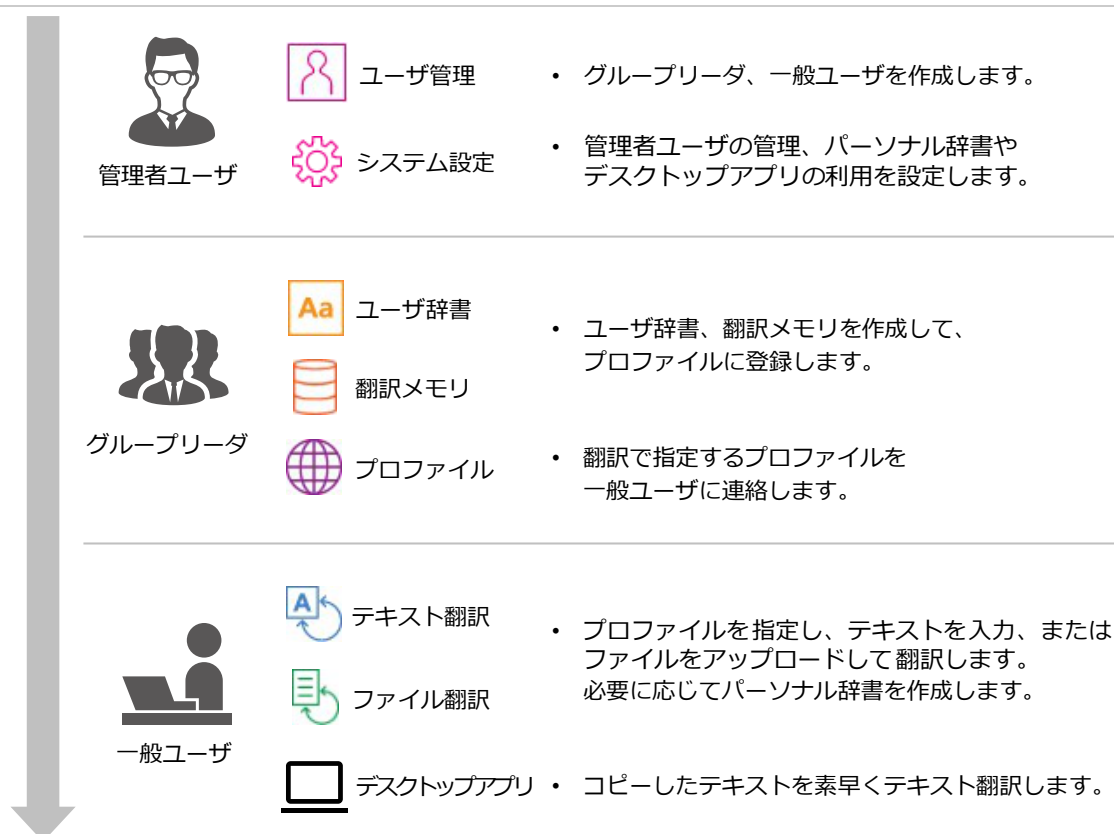 管理者ユーザ
ユーザ管理
• グループリーダ、一般ユーザを作成します。
システム設定
• 管理者ユーザの管理、パーソナル辞書や
デスクトップアプリの利用を設定します。
グループリーダ
Aa
ユーザ辞書
翻訳メモリ
• ユーザ辞書、翻訳メモリを作成して、
プロファイルに登録します。
プロファイル
• 翻訳で指定するプロファイルを
一般ユーザに連絡します。
一般ユーザ
A
テキスト翻訳
ファイル翻訳
• プロファイルを指定し、テキストを入力、または
ファイルをアップロードして翻訳します。
必要に応じてパーソナル辞書を作成します。
デスクトップアプリ
• コピーしたテキストを素早くテキスト翻訳します。